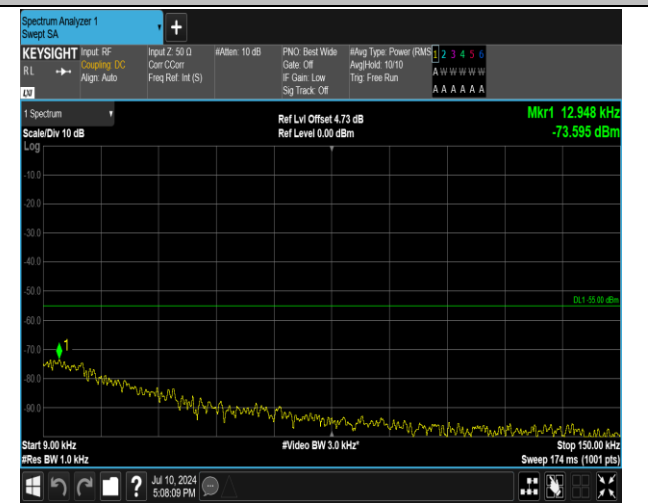 Spectrum Analyzer 1
Swept SA
+
KEYSIGHT
RL
LXI
Input: RF
Coupling: DC
Align: Auto
Input Z: 50 Ω
Corr CCorr
Freq Ref: Int (S)
#Atten: 10 dB
PNO: Best Wide
Gate: Off
IF Gain: Low
Sig Track: Off
#Avg Type: Power (RMS
Avg|Hold: 10/10
Trig: Free Run
1 2 3 4 5 6
A W W W W W
A A A A A A
1 Spectrum
Ref Lvl Offset 4.73 dB
Mkr1 12.948 kHz
Scale/Div 10 dB
Ref Level 0.00 dBm
-73.595 dBm
Log
-10.0
-20.0
-30.0
-40.0
-50.0
DL1 -55.00 dBm
-60.0
1
-70.0
-80.0
-90.0
Start 9.00 kHz
#Video BW 3.0 kHz*
Stop 150.00 kHz
#Res BW 1.0 kHz
Sweep 174 ms (1001 pts)
?
Jul 10, 2024
5:08:09 PM